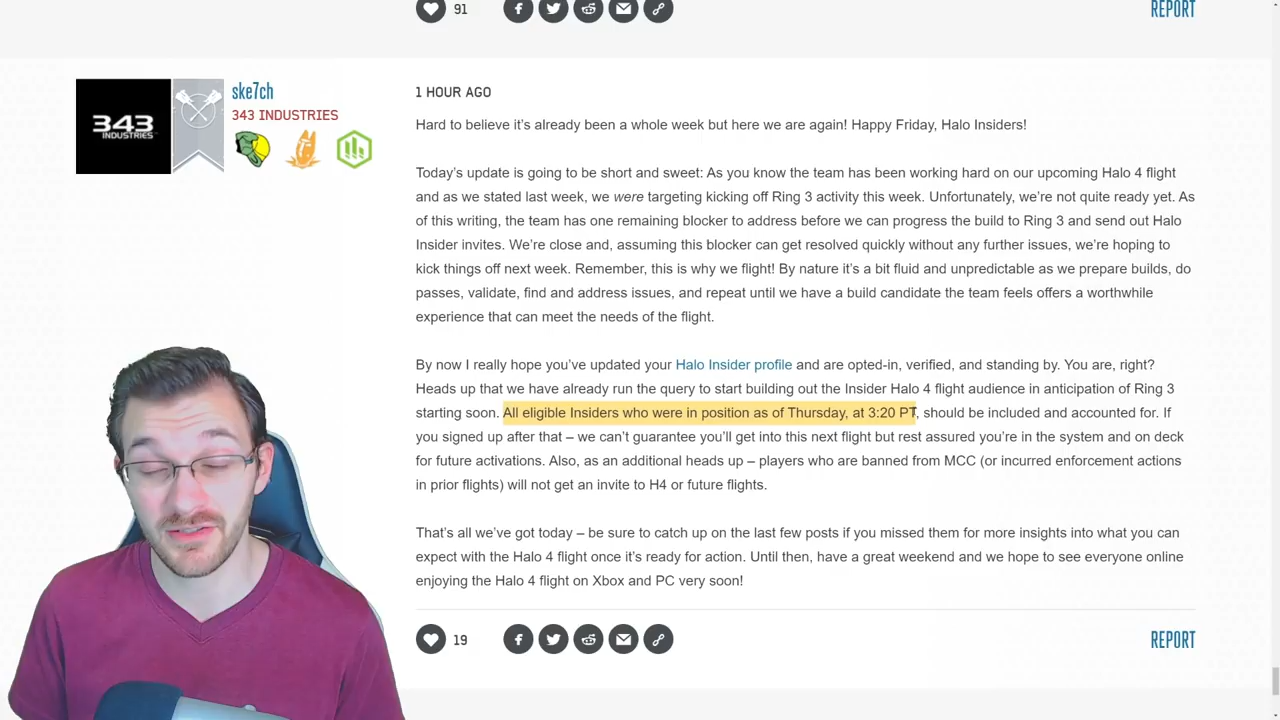 91
REPORT
343
INDUSTRIES
ske7ch
343 INDUSTRIES
1 HOUR AGO
Hard to believe it’s already been a whole week but here we are again! Happy Friday, Halo Insiders!
Today’s update is going to be short and sweet: As you know the team has been working hard on our upcoming Halo 4 flight
and as we stated last week, we were targeting kicking off Ring 3 activity this week. Unfortunately, we’re not quite ready yet. As
of this writing, the team has one remaining blocker to address before we can progress the build to Ring 3 and send out Halo
Insider invites. We’re close and, assuming this blocker can get resolved quickly without any further issues, we’re hoping to
kick things off next week. Remember, this is why we flight! By nature it’s a bit fluid and unpredictable as we prepare builds, do
passes, validate, find and address issues, and repeat until we have a build candidate the team feels offers a worthwhile
experience that can meet the needs of the flight.
By now I really hope you’ve updated your Halo Insider profile and are opted-in, verified, and standing by. You are, right?
Heads up that we have already run the query to start building out the Insider Halo 4 flight audience in anticipation of Ring 3
starting soon. All eligible Insiders who were in position as of Thursday, at 3:20 PT, should be included and accounted for. If
you signed up after that – we can’t guarantee you’ll get into this next flight but rest assured you’re in the system and on deck
for future activations. Also, as an additional heads up – players who are banned from MCC (or incurred enforcement actions
in prior flights) will not get an invite to H4 or future flights.
That’s all we’ve got today – be sure to catch up on the last few posts if you missed them for more insights into what you can
expect with the Halo 4 flight once it’s ready for action. Until then, have a great weekend and we hope to see everyone online
enjoying the Halo 4 flight on Xbox and PC very soon!
19
REPORT